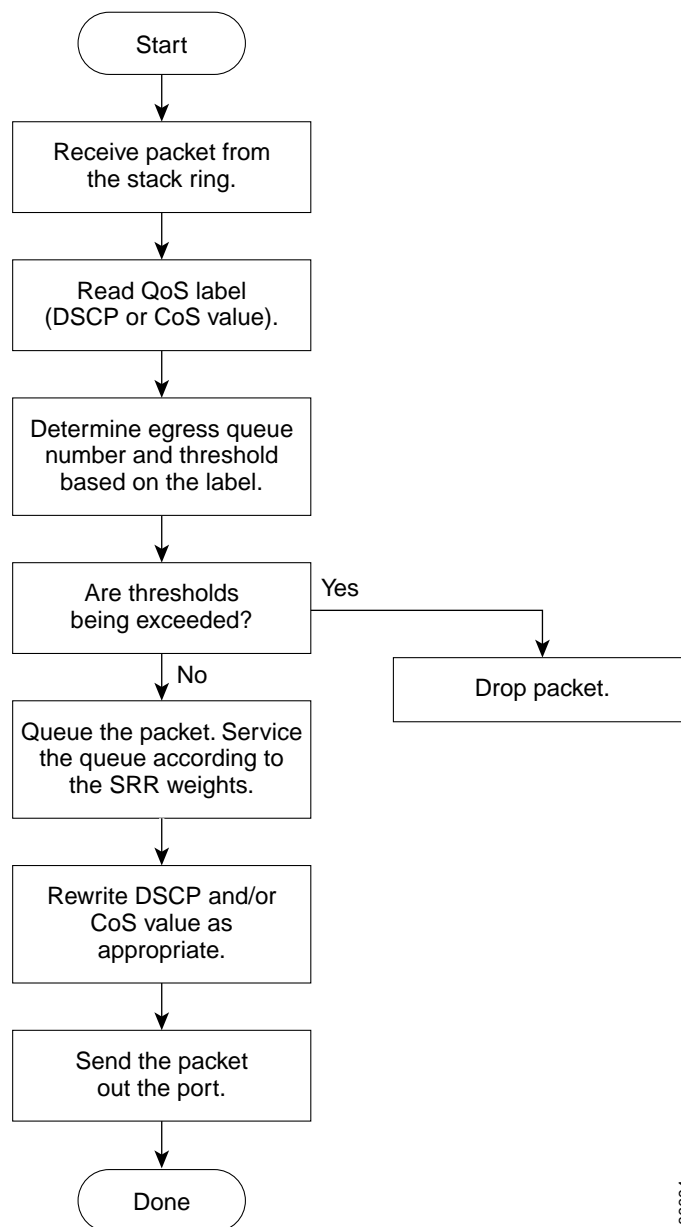 Start
Receive packet from
the stack ring.
Read QoS label
(DSCP or CoS value).
Determine egress queue
number and threshold
based on the label.
Are thresholds
being exceeded?
Yes
No
Drop packet.
Queue the packet. Service
the queue according to
the SRR weights.
Rewrite DSCP and/or
CoS value as
appropriate.
Send the packet
out the port.
Done